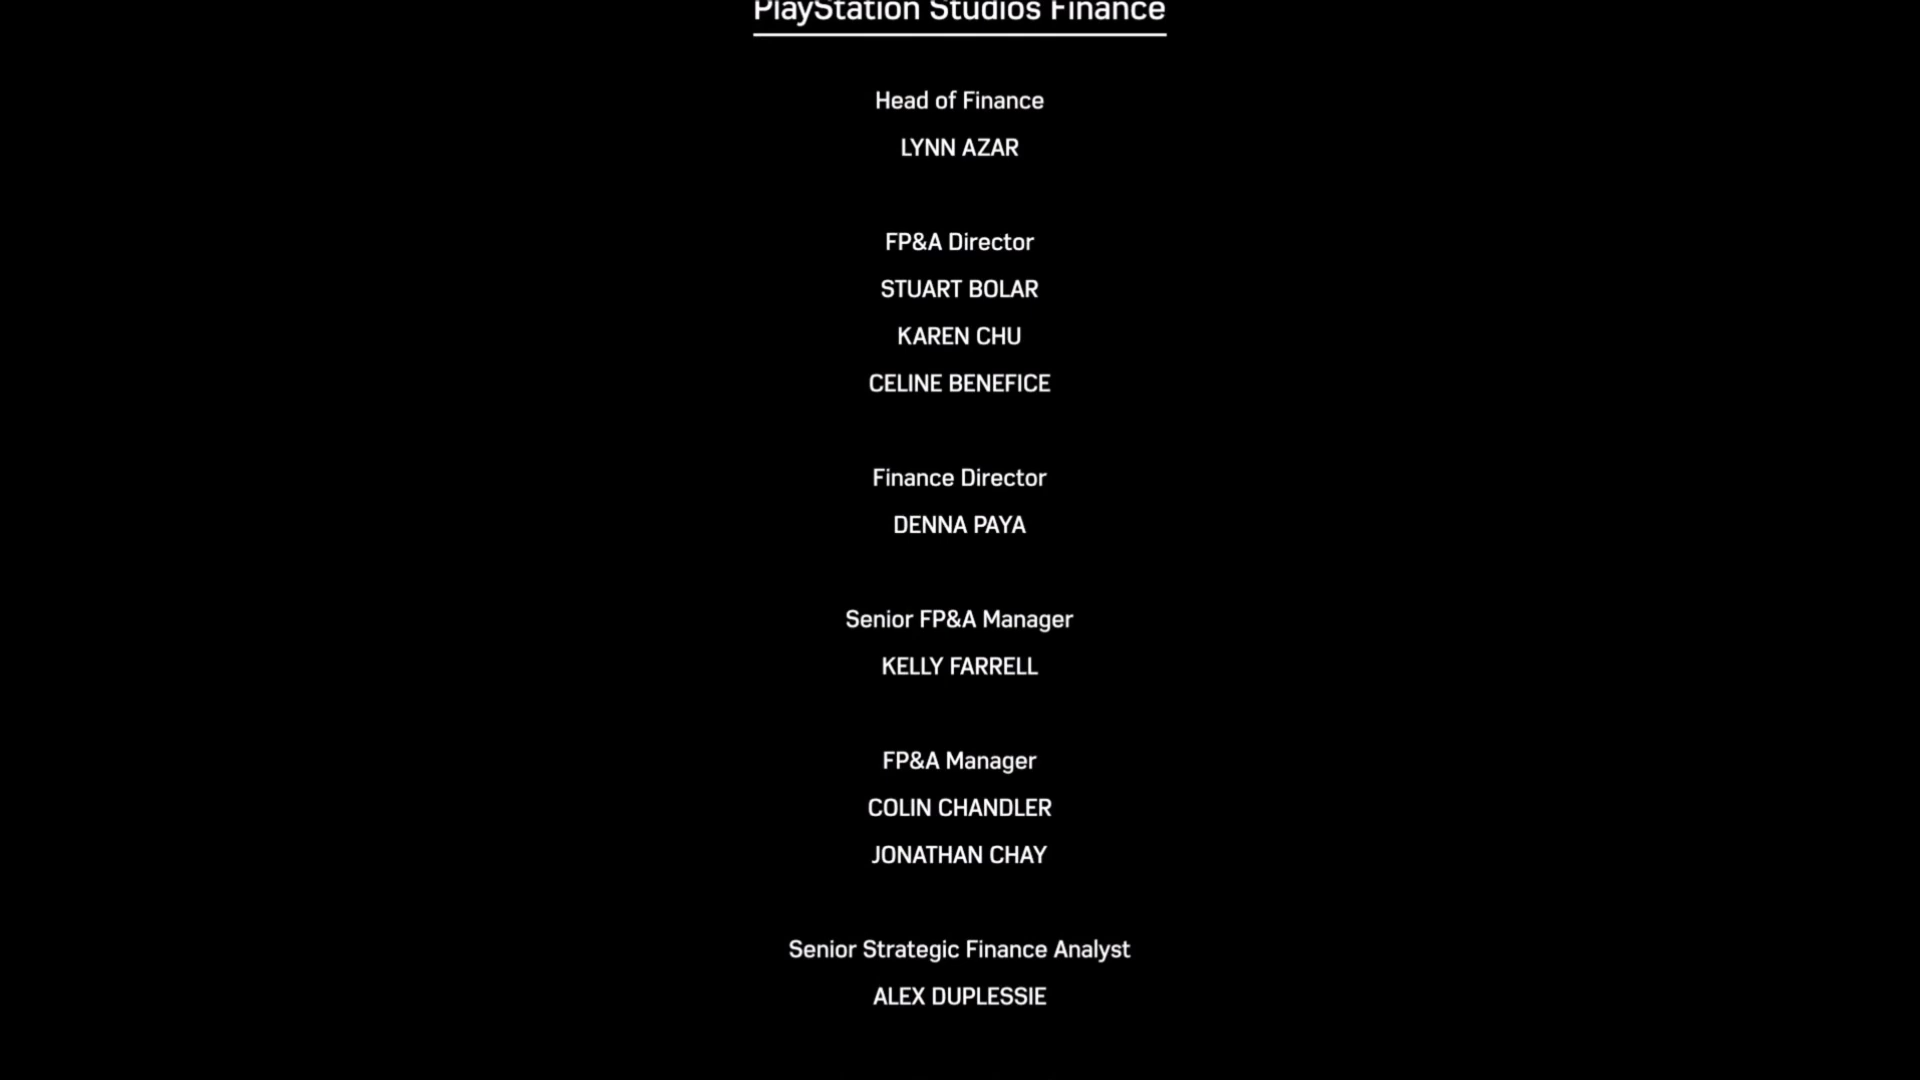 PlayStation Studios Finance
Head of Finance
LYNN AZAR
FP&A Director
STUART BOLAR
KAREN CHU
CELINE BENEFICE
Finance Director
DENNA PAYA
Senior FP&A Manager
KELLY FARRELL
FP&A Manager
COLIN CHANDLER
JONATHAN CHAY
Senior Strategic Finance Analyst
ALEX DUPLESSIE